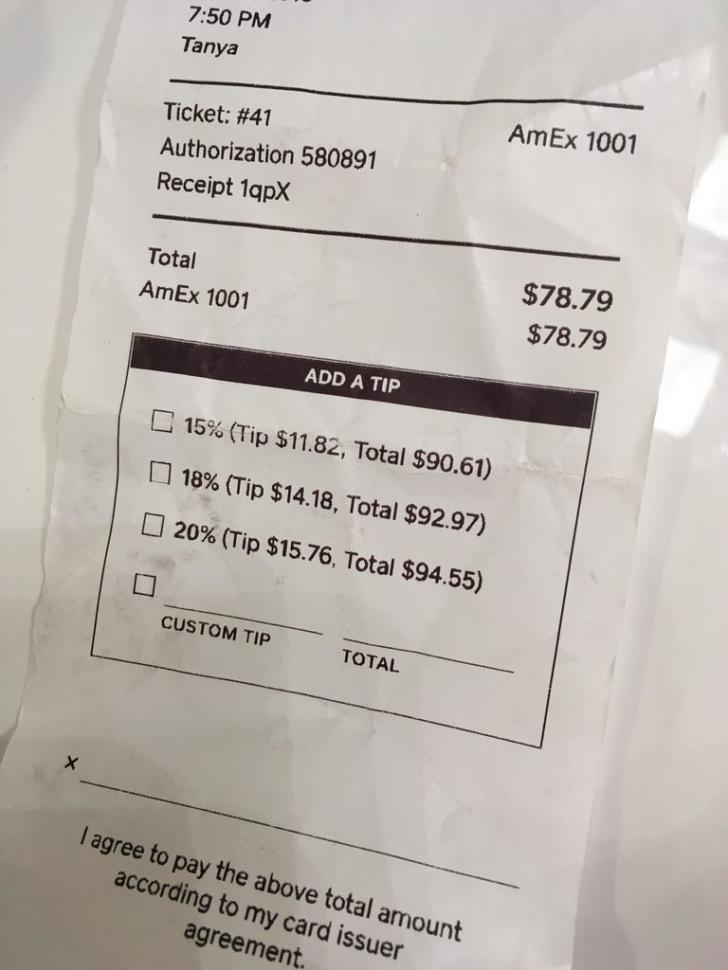 7:50 PM
Tanya
Ticket: #41
AmEx 1001
Authorization 580891
Receipt 1qpX
Total
$78.79
AmEx 1001
$78.79
ADD A TIP
15% (Tip $11.82, Total $90.61)
18% (Tip $14.18, Total $92.97)
20% (Tip $15.76, Total $94.55)
CUSTOM TIP
TOTAL
x
I agree to pay the above total amount
according to my card issuer
agreement.